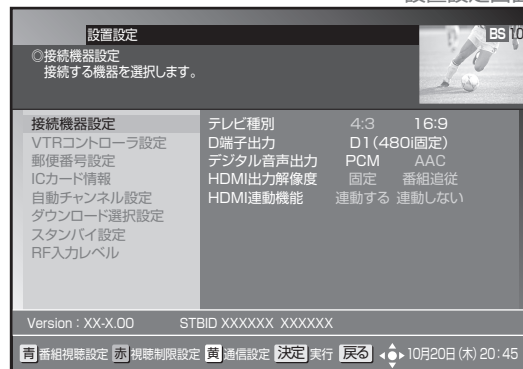 設置設定
BS 10
◎接続機器設定
接続する機器を選択します。
接続機器設定
VTRコントローラ設定
郵便番号設定
ICカード情報
自動チャンネル設定
ダウンロード選択設定
スタンバイ設定
RF入力レベル
テレビ種別 4:3 16:9
D端子出力 D1(480i固定)
デジタル音声出力 PCM AAC
HDMI出力解像度 固定 番組追従
HDMI連動機能 連動する 連動しない
Version : XX-X.00 STBID XXXXXX XXXXXX
青 番組視聴設定 赤 視聴制限設定 黄 通信設定 決定 実行 戻る 10月20日(木) 20:45